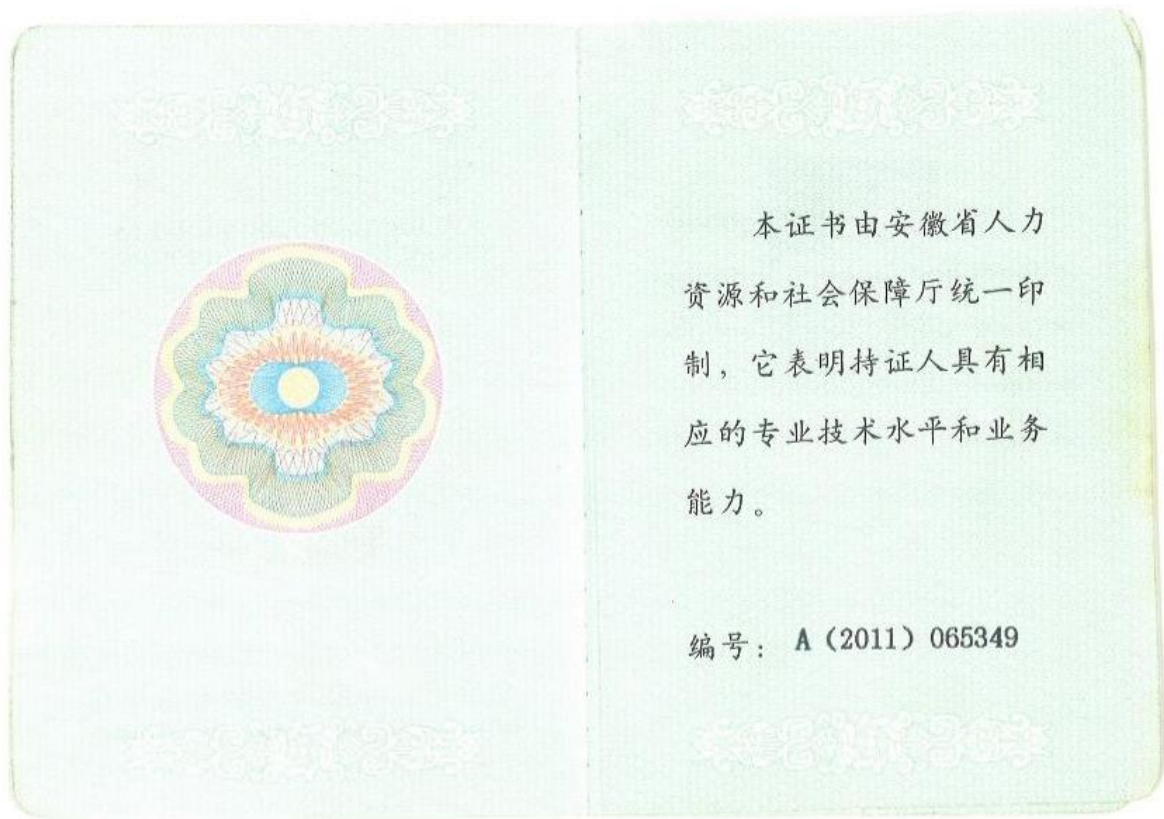 本证书由安徽省人力
资源和社会保障厅统一印
制，它表明持证人具有相
应的专业技术水平和业务
能力。
编号：A（2011）065349